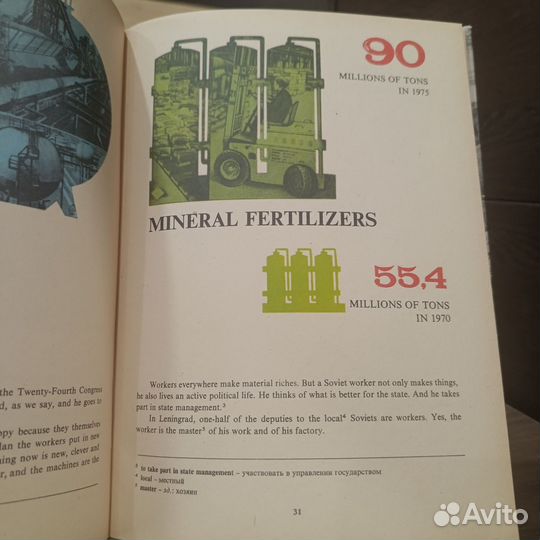 the Twenty-Fourth Congress
d, as we say, and he goes to
ppy because they themselves
lan the workers put in new
ning now is new, clever and
r, and the machines are the
90
MILLIONS OF TONS
IN 1975
MINERAL FERTILIZERS
55,4
MILLIONS OF TONS
IN 1970
Workers everywhere make material riches. But a Soviet worker not only makes things,
he also lives an active political life. He thinks of what is better for the state. And he takes
part in state management.³
In Leningrad, one-half of the deputies to the local⁴ Soviets are workers. Yes, the
worker is the master⁵ of his work and of his factory.
³ to take part in state management – участвовать в управлении государством
⁴ local – местный
⁵ master – зд.: хозяин
31
Avito